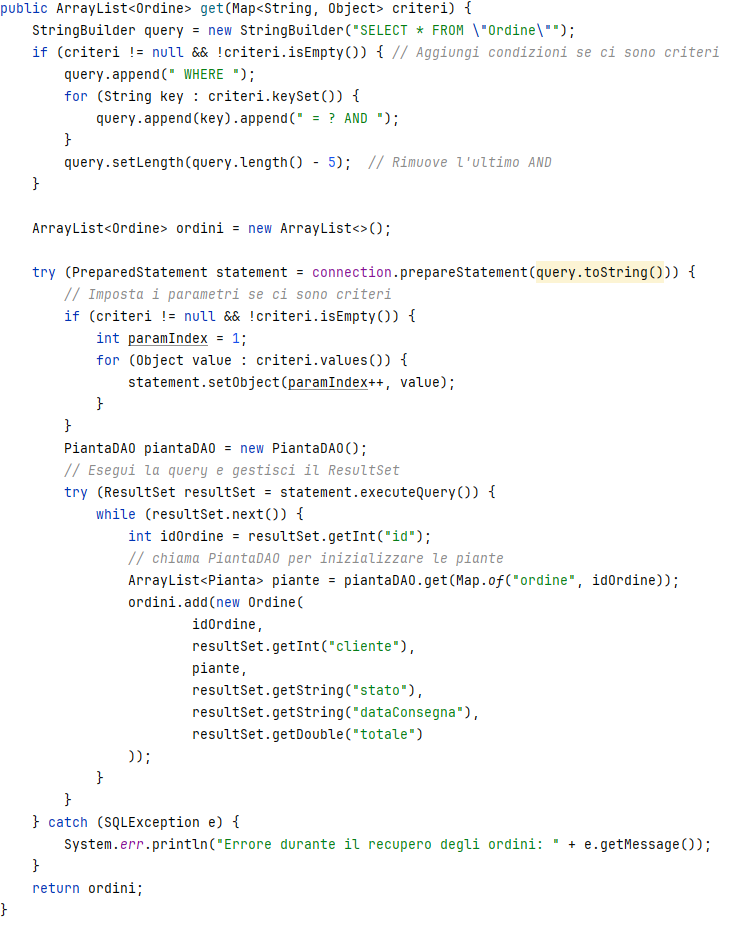 public ArrayList<Ordine> get(Map<String, Object> criteri) {
    StringBuilder query = new StringBuilder("SELECT * FROM \"Ordine\"");
    if (criteri != null && !criteri.isEmpty()) { // Aggiungi condizioni se ci sono criteri
        query.append(" WHERE ");
        for (String key : criteri.keySet()) {
            query.append(key).append(" = ? AND ");
        }
        query.setLength(query.length() - 5);  // Rimuove l'ultimo AND
    }

    ArrayList<Ordine> ordini = new ArrayList<>();

    try (PreparedStatement statement = connection.prepareStatement(query.toString())) {
        // Imposta i parametri se ci sono criteri
        if (criteri != null && !criteri.isEmpty()) {
            int paramIndex = 1;
            for (Object value : criteri.values()) {
                statement.setObject(paramIndex++, value);
            }
        }
        PiantaDAO piantaDAO = new PiantaDAO();
        // Esegui la query e gestisci il ResultSet
        try (ResultSet resultSet = statement.executeQuery()) {
            while (resultSet.next()) {
                int idOrdine = resultSet.getInt("id");
                // chiama PiantaDAO per inizializzare le piante
                ArrayList<Pianta> piante = piantaDAO.get(Map.of("ordine", idOrdine));
                ordini.add(new Ordine(
                        idOrdine,
                        resultSet.getInt("cliente"),
                        piante,
                        resultSet.getString("stato"),
                        resultSet.getString("dataConsegna"),
                        resultSet.getDouble("totale")
                ));
            }
        }
    } catch (SQLException e) {
        System.err.println("Errore durante il recupero degli ordini: " + e.getMessage());
    }
    return ordini;
}